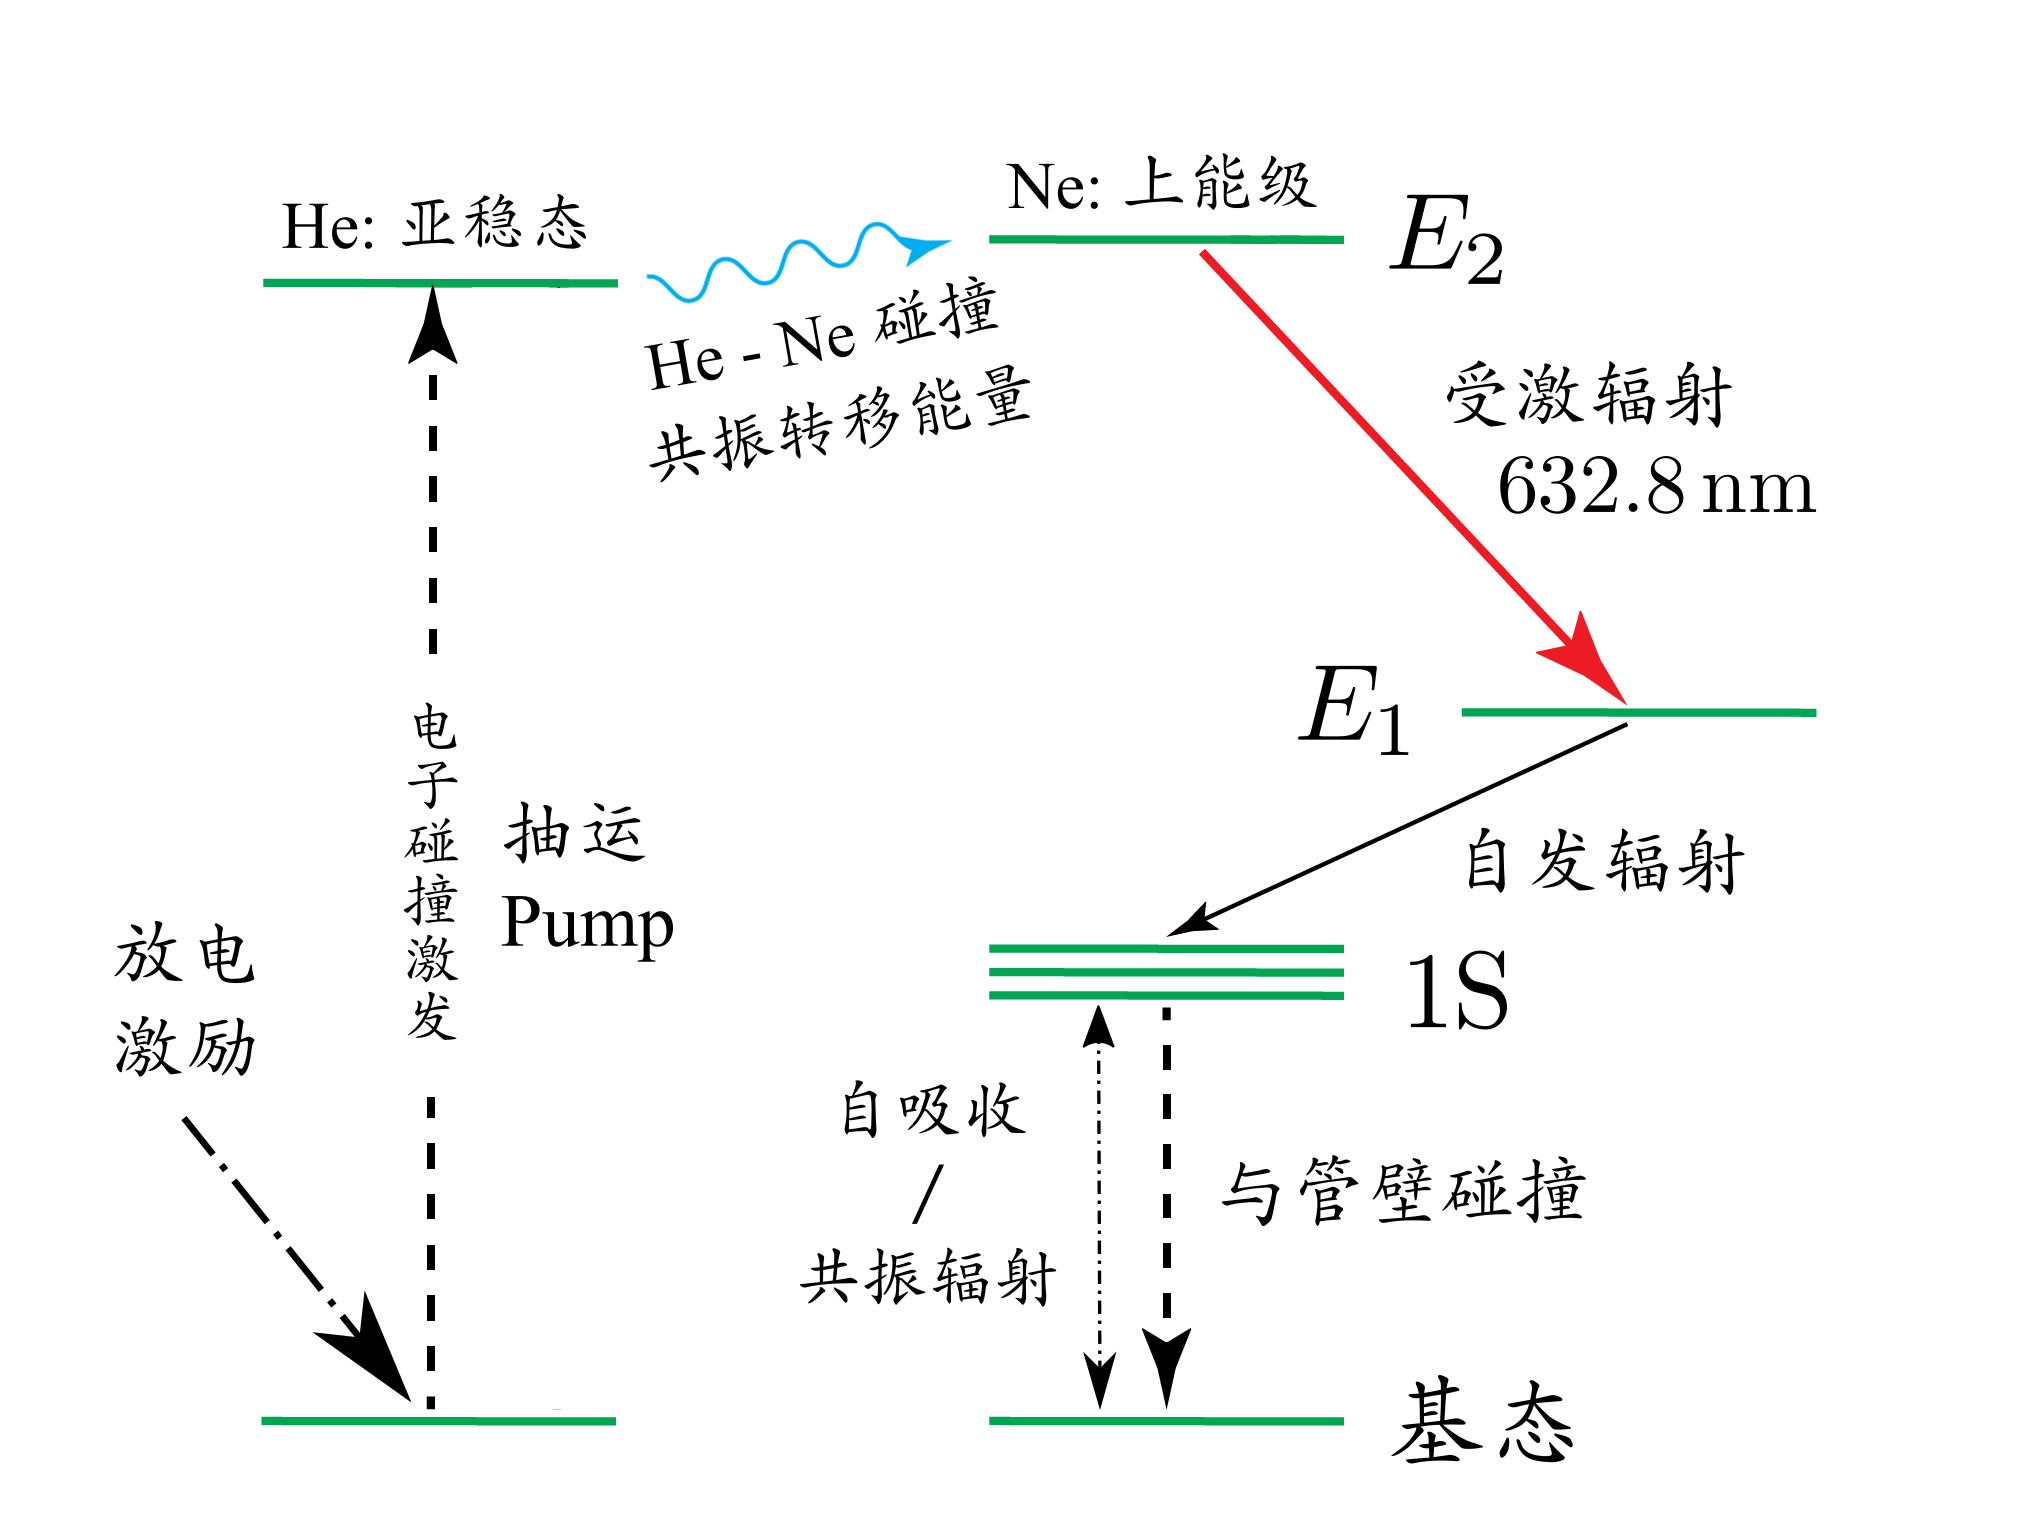 He: 亚稳态
Ne: 上能级
E₂
He - Ne 碰撞
共振转移能量
受激辐射
632.8 nm
E₁
电子碰撞激发
抽运
Pump
放电
激励
自发辐射
1S
自吸收
/
共振辐射
与管壁碰撞
基态